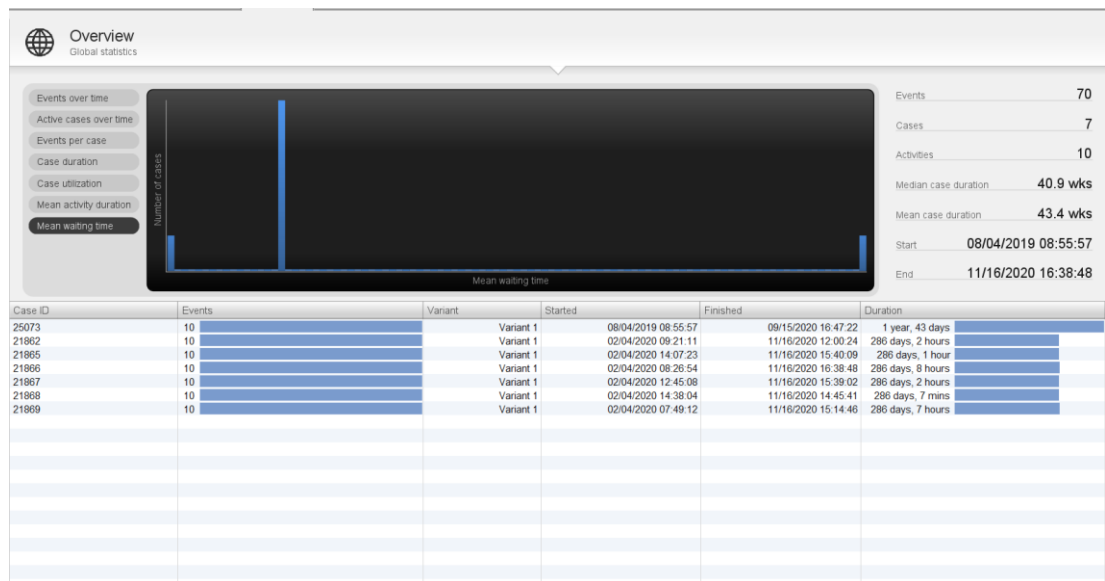 Overview
Global statistics
Events over time
Active cases over time
Events per case
Case duration
Case utilization
Mean activity duration
Mean waiting time
Number of cases
Mean waiting time
Events 70
Cases 7
Activities 10
Median case duration 40.9 wks
Mean case duration 43.4 wks
Start 08/04/2019 08:55:57
End 11/16/2020 16:38:48
Case ID Events Variant Started Finished Duration
25073 10 Variant 1 08/04/2019 08:55:57 09/15/2020 16:47:22 1 year, 43 days
21862 10 Variant 1 02/04/2020 09:21:11 11/16/2020 12:00:24 286 days, 2 hours
21865 10 Variant 1 02/04/2020 14:07:23 11/16/2020 15:40:09 286 days, 1 hour
21866 10 Variant 1 02/04/2020 08:26:54 11/16/2020 16:38:48 286 days, 8 hours
21867 10 Variant 1 02/04/2020 12:45:08 11/16/2020 15:39:02 286 days, 2 hours
21868 10 Variant 1 02/04/2020 14:38:04 11/16/2020 14:45:41 286 days, 7 mins
21869 10 Variant 1 02/04/2020 07:49:12 11/16/2020 15:14:46 286 days, 7 hours